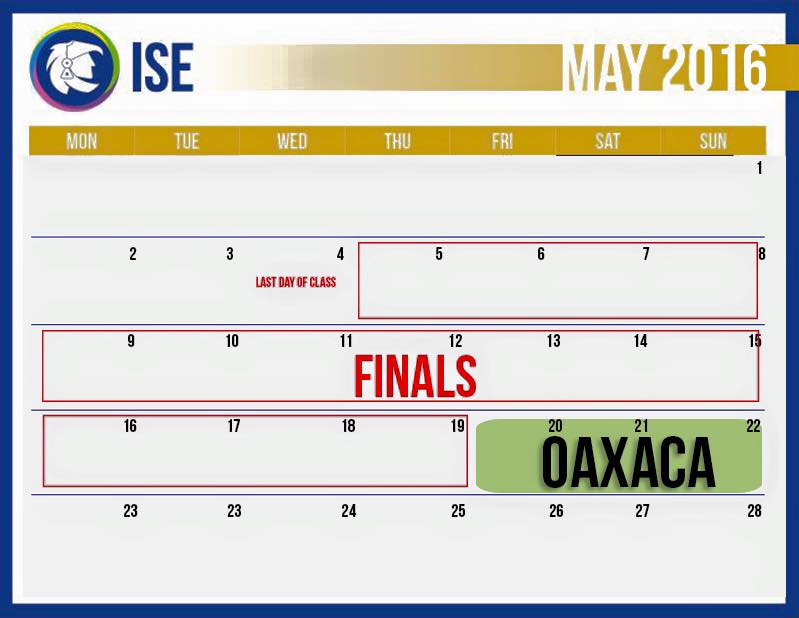 ISE
MAY 2016
MON TUE WED THU FRI SAT SUN
1
2 3 4 5 6 7 8
LAST DAY OF CLASS
9 10 11 12 13 14 15
FINALS
16 17 18 19 20 21 22
OAXACA
23 23 24 25 26 27 28